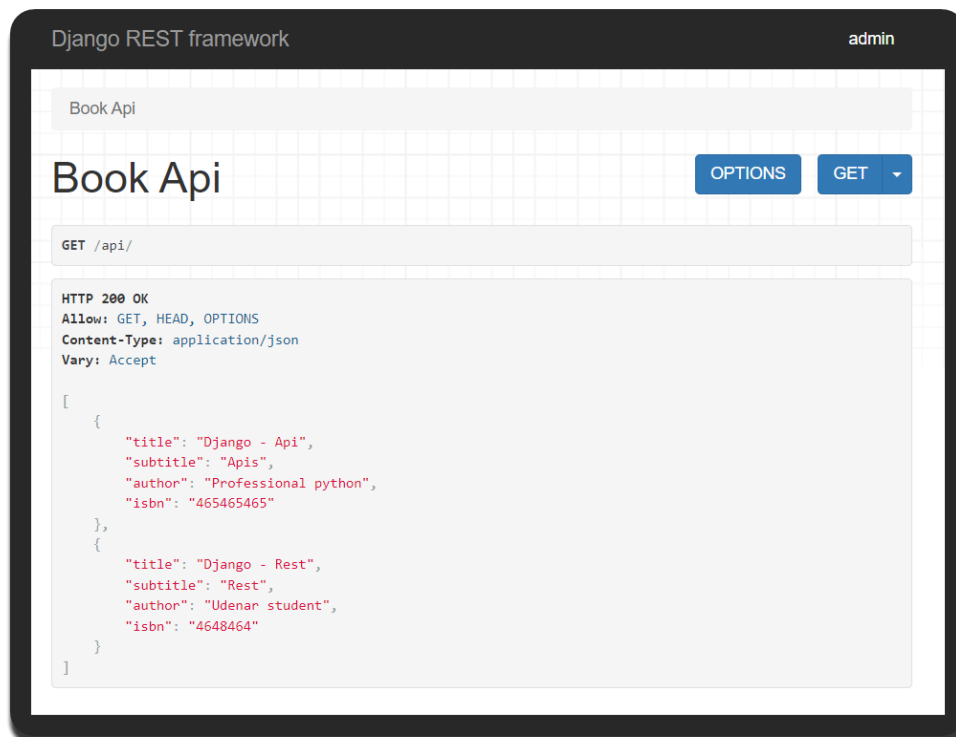 Django REST framework
admin
Book Api
Book Api
OPTIONS
GET
GET /api/
HTTP 200 OK
Allow: GET, HEAD, OPTIONS
Content-Type: application/json
Vary: Accept
[
    {
        "title": "Django - Api",
        "subtitle": "Apis",
        "author": "Professional python",
        "isbn": "465465465"
    },
    {
        "title": "Django - Rest",
        "subtitle": "Rest",
        "author": "Udenar student",
        "isbn": "4648464"
    }
]